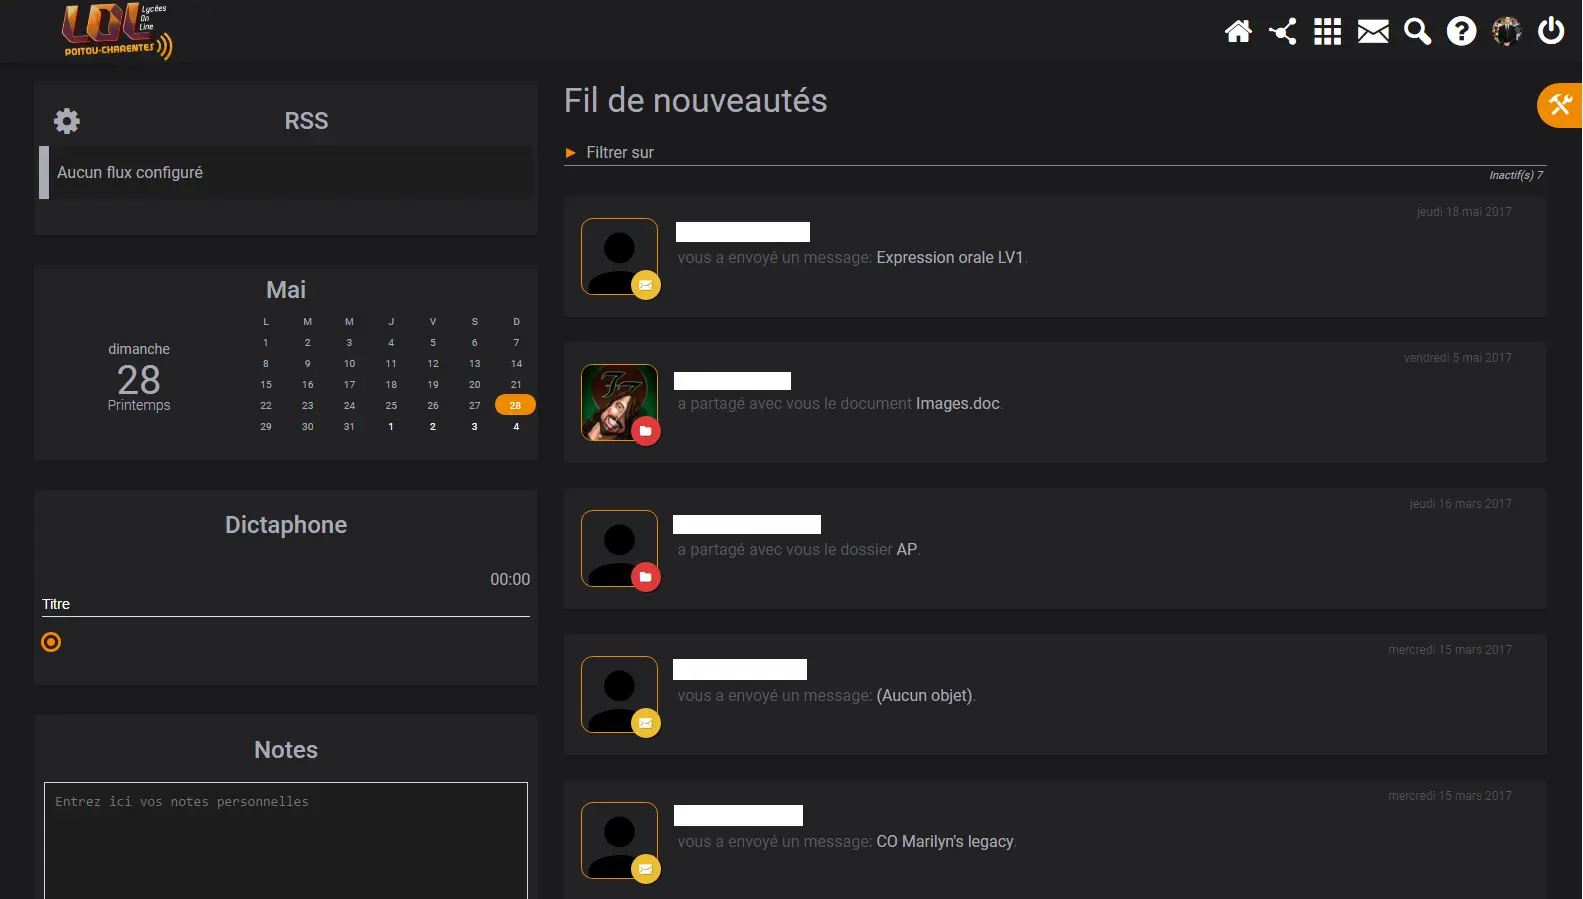 LOL
Lycées
On
Line
POITOU-CHARENTES
RSS
Aucun flux configuré
Mai
L M M J V S D
1 2 3 4 5 6 7
8 9 10 11 12 13 14
15 16 17 18 19 20 21
22 23 24 25 26 27 28
29 30 31 1 2 3 4
dimanche
28
Printemps
Dictaphone
00:00
Titre
Notes
Entrez ici vos notes personnelles
Fil de nouveautés
Filtrer sur
Inactif(s) 7
jeudi 18 mai 2017
vous a envoyé un message: Expression orale LV1.
vendredi 5 mai 2017
a partagé avec vous le document Images.doc.
jeudi 16 mars 2017
a partagé avec vous le dossier AP.
mercredi 15 mars 2017
vous a envoyé un message: (Aucun objet).
mercredi 15 mars 2017
vous a envoyé un message: CO Marilyn's legacy.